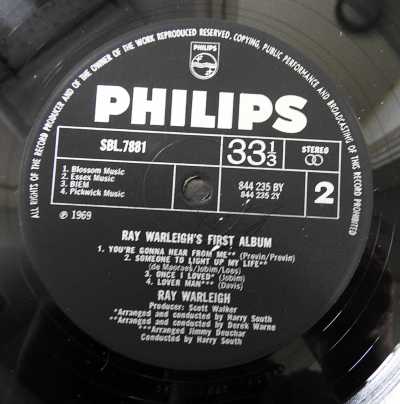 ALL RIGHTS OF THE RECORD PRODUCER AND OF THE OWNER OF THE WORK REPRODUCED RESERVED. COPYING, PUBLIC PERFORMANCE AND BROADCASTING OF THIS RECORD PROHIBITED
PHILIPS
PHILIPS
SBL.7881
33 1/3
STEREO
1 - Blossom Music
2 - Essex Music
3 - BIEM
4 - Pickwick Music
844 235 BY
844 235 2Y
2
℗ 1969
RAY WARLEIGH'S FIRST ALBUM
1. YOU'RE GONNA HEAR FROM ME** (Previn/Previn)
2. SOMEONE TO LIGHT UP MY LIFE**
(de Maoraes/Jobim/Lees)
3. ONCE I LOVED* (Jobim)
4. LOVER MAN*** (Davis)
RAY WARLEIGH
Producer: Scott Walker
*Arranged and conducted by Harry South
**Arranged and conducted by Derek Warne
***Arranged Jimmy Deuchar
Conducted by Harry South